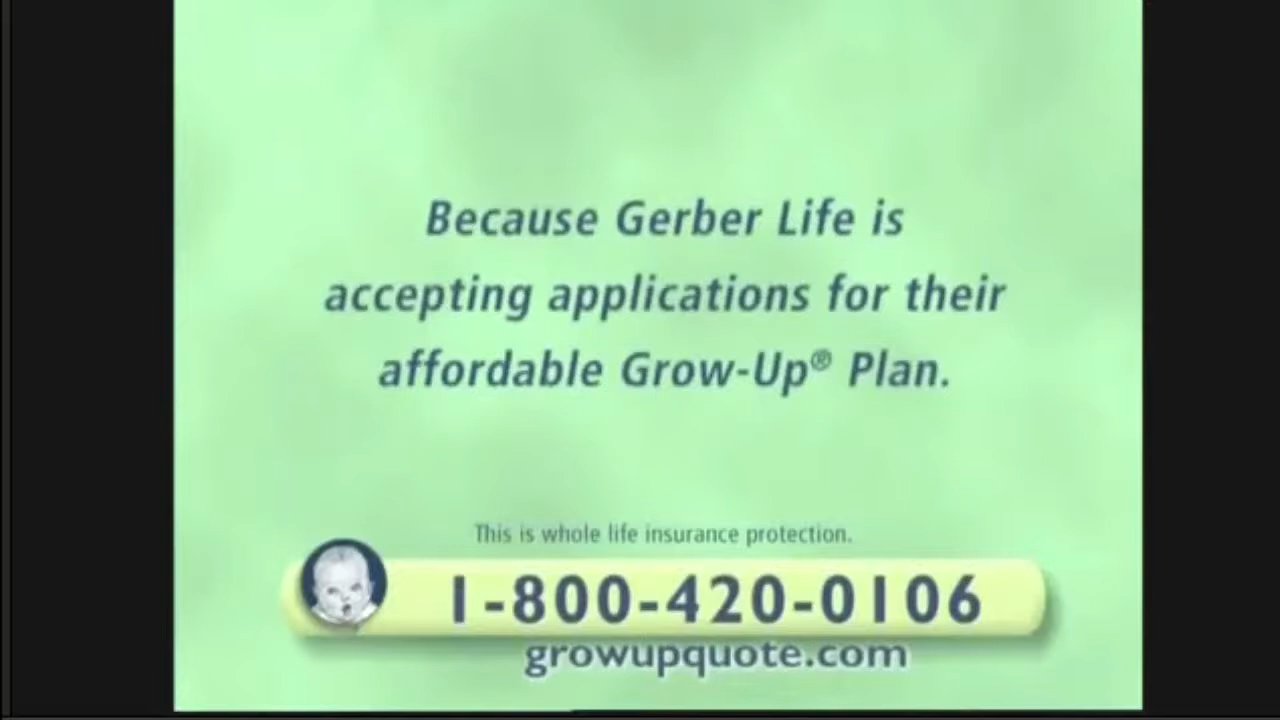 Because Gerber Life is
accepting applications for their
affordable Grow-Up® Plan.
This is whole life insurance protection.
1-800-420-0106
growupquote.com